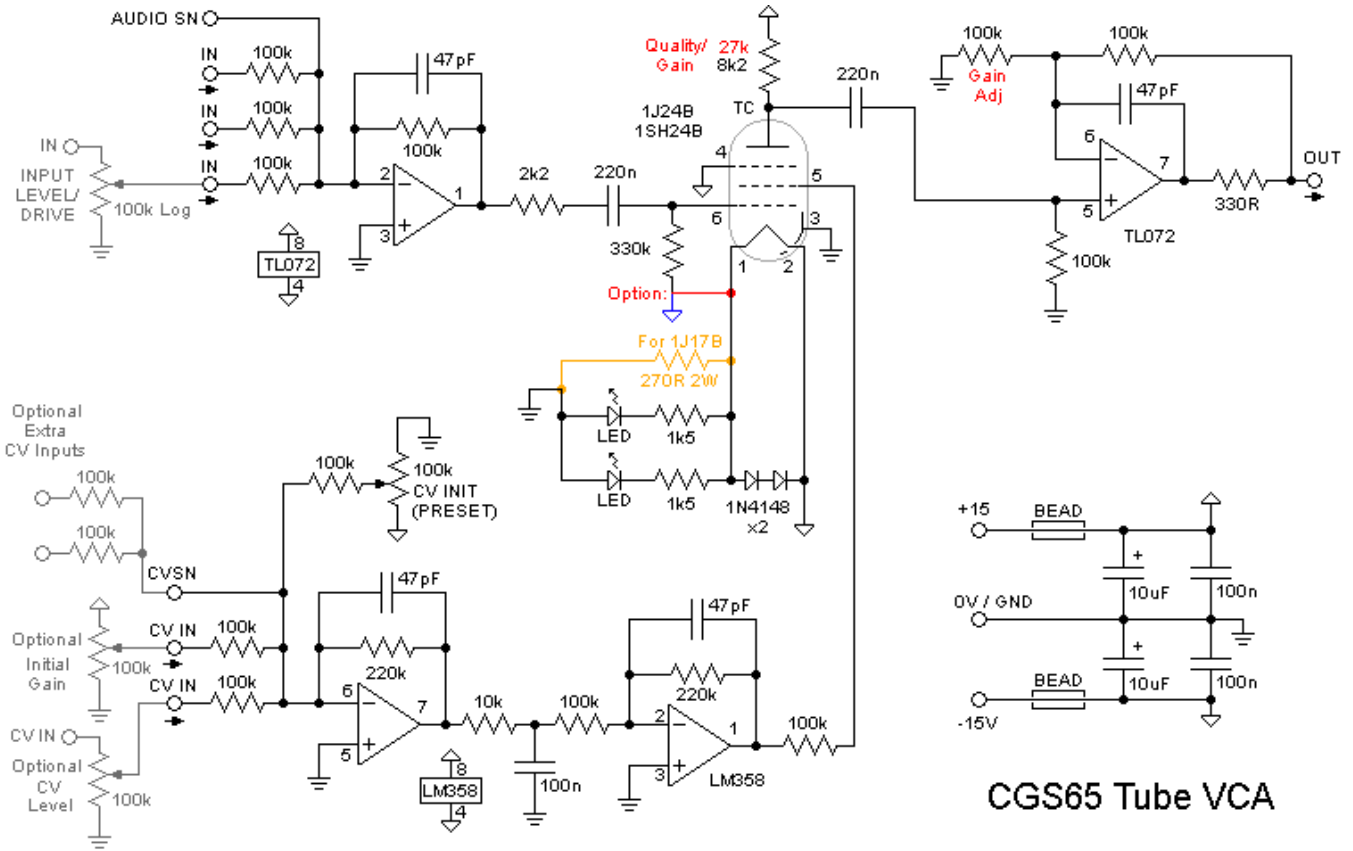 AUDIO SN
IN
100k
IN
100k
IN
INPUT
LEVEL/
DRIVE
100k Log
IN
100k
47pF
100k
2
3
1
8
TL072
4
2k2
220n
330k
Option:
Quality/
Gain
27k
8k2
1J24B
1SH24B
TC
4
5
6
3
1
2
220n
100k
Gain
Adj
100k
47pF
6
5
7
TL072
100k
330R
OUT
For 1J17B
270R 2W
LED
1k5
LED
1k5
1N4148
x2
Optional
Extra
CV Inputs
100k
100k
CVSN
100k
100k
CV INIT
(PRESET)
Optional
Initial
Gain
100k
CV IN
100k
CV IN
100k
CV IN
Optional
CV
Level
100k
47pF
220k
6
5
7
8
LM358
4
10k
100n
100k
47pF
220k
2
3
1
LM358
100k
+15
BEAD
+
10uF
100n
0V / GND
+
10uF
100n
BEAD
-15V
CGS65 Tube VCA